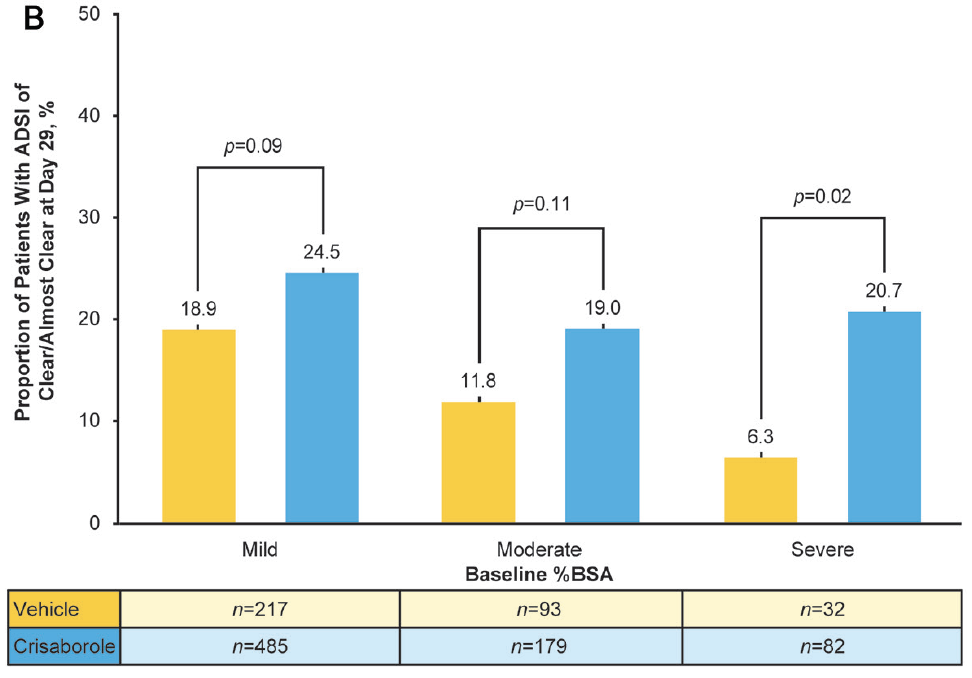 B
Proportion of Patients With ADSI of
Clear/Almost Clear at Day 29, %
50
40
30
20
10
0
p=0.09
18.9
24.5
p=0.11
11.8
19.0
p=0.02
6.3
20.7
Mild Moderate Severe
Baseline %BSA
Vehicle n=217 n=93 n=32
Crisaborole n=485 n=179 n=82